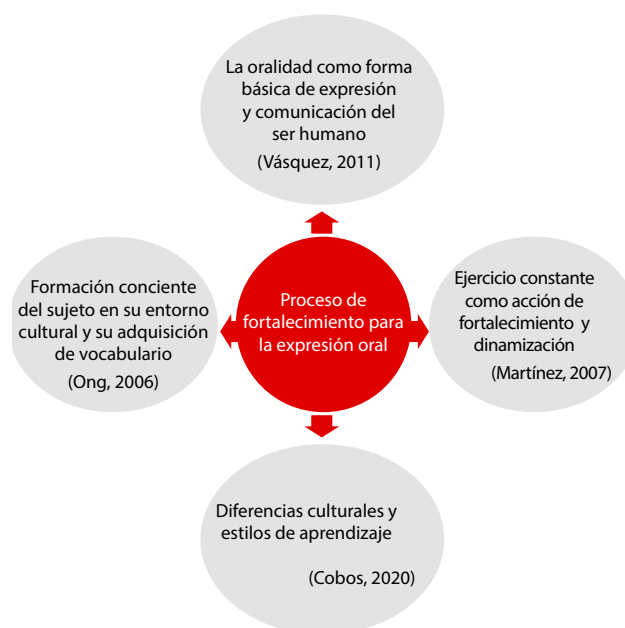 La oralidad como forma
básica de expresión
y comunicación del
ser humano
(Vásquez, 2011)
Formación conciente
del sujeto en su entorno
cultural y su adquisición
de vocabulario
(Ong, 2006)
Proceso de
fortalecimiento para
la expresión oral
Ejercicio constante
como acción de
fortalecimiento y
dinamización
(Martínez, 2007)
Diferencias culturales y
estilos de aprendizaje
(Cobos, 2020)